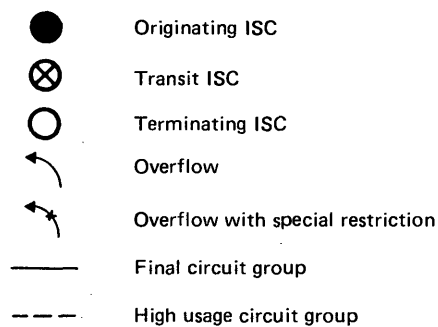 Originating ISC
Transit ISC
Terminating ISC
Overflow
Overflow with special restriction
Final circuit group
High usage circuit group